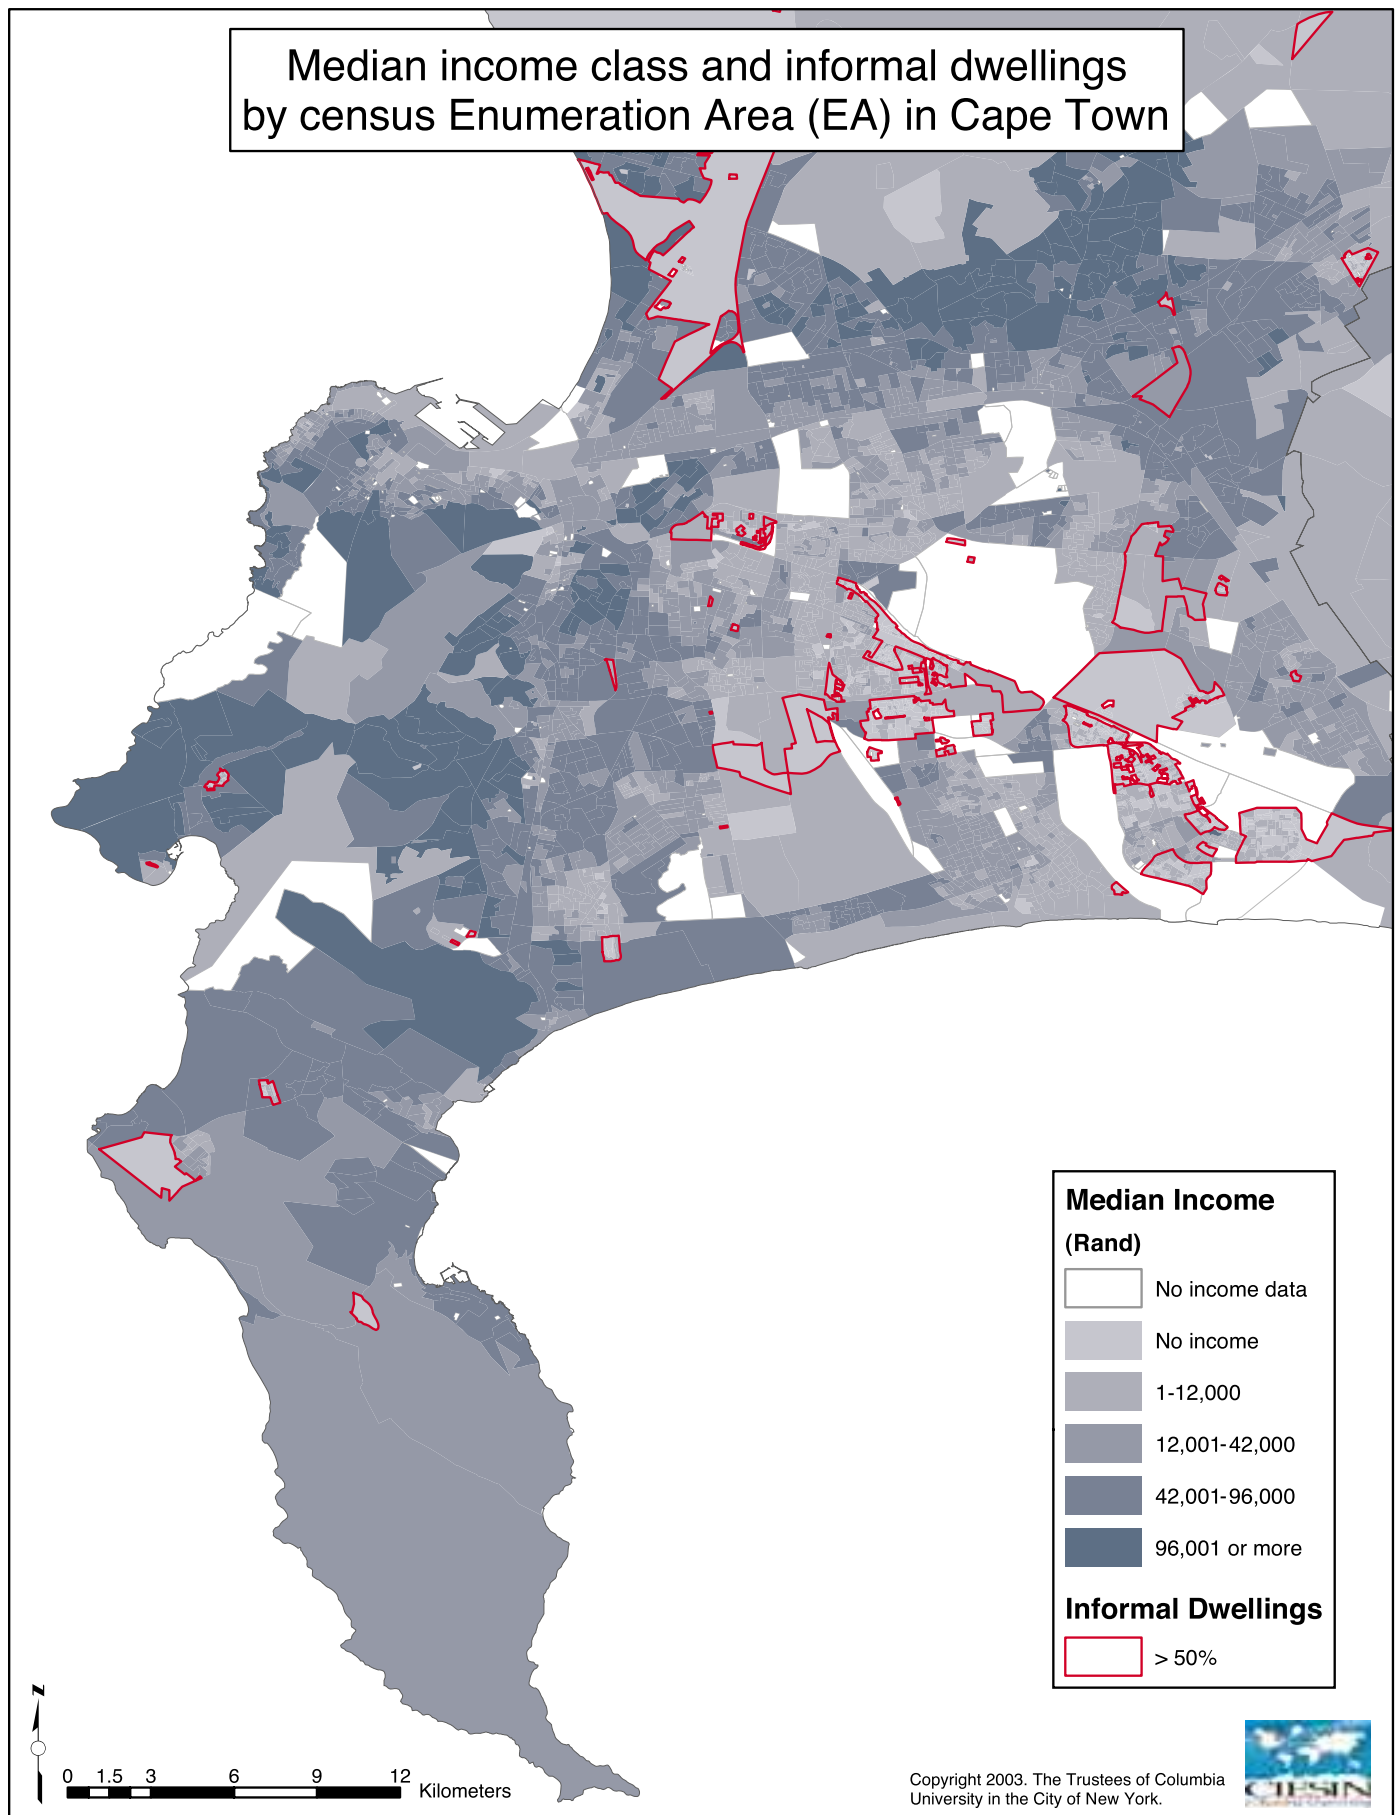 Median income class and informal dwellings
by census Enumeration Area (EA) in Cape Town
Median Income
(Rand)
No income data
No income
1-12,000
12,001-42,000
42,001-96,000
96,001 or more
Informal Dwellings
> 50%
N
0 1.5 3 6 9 12
Kilometers
Copyright 2003. The Trustees of Columbia
University in the City of New York.
CIESIN